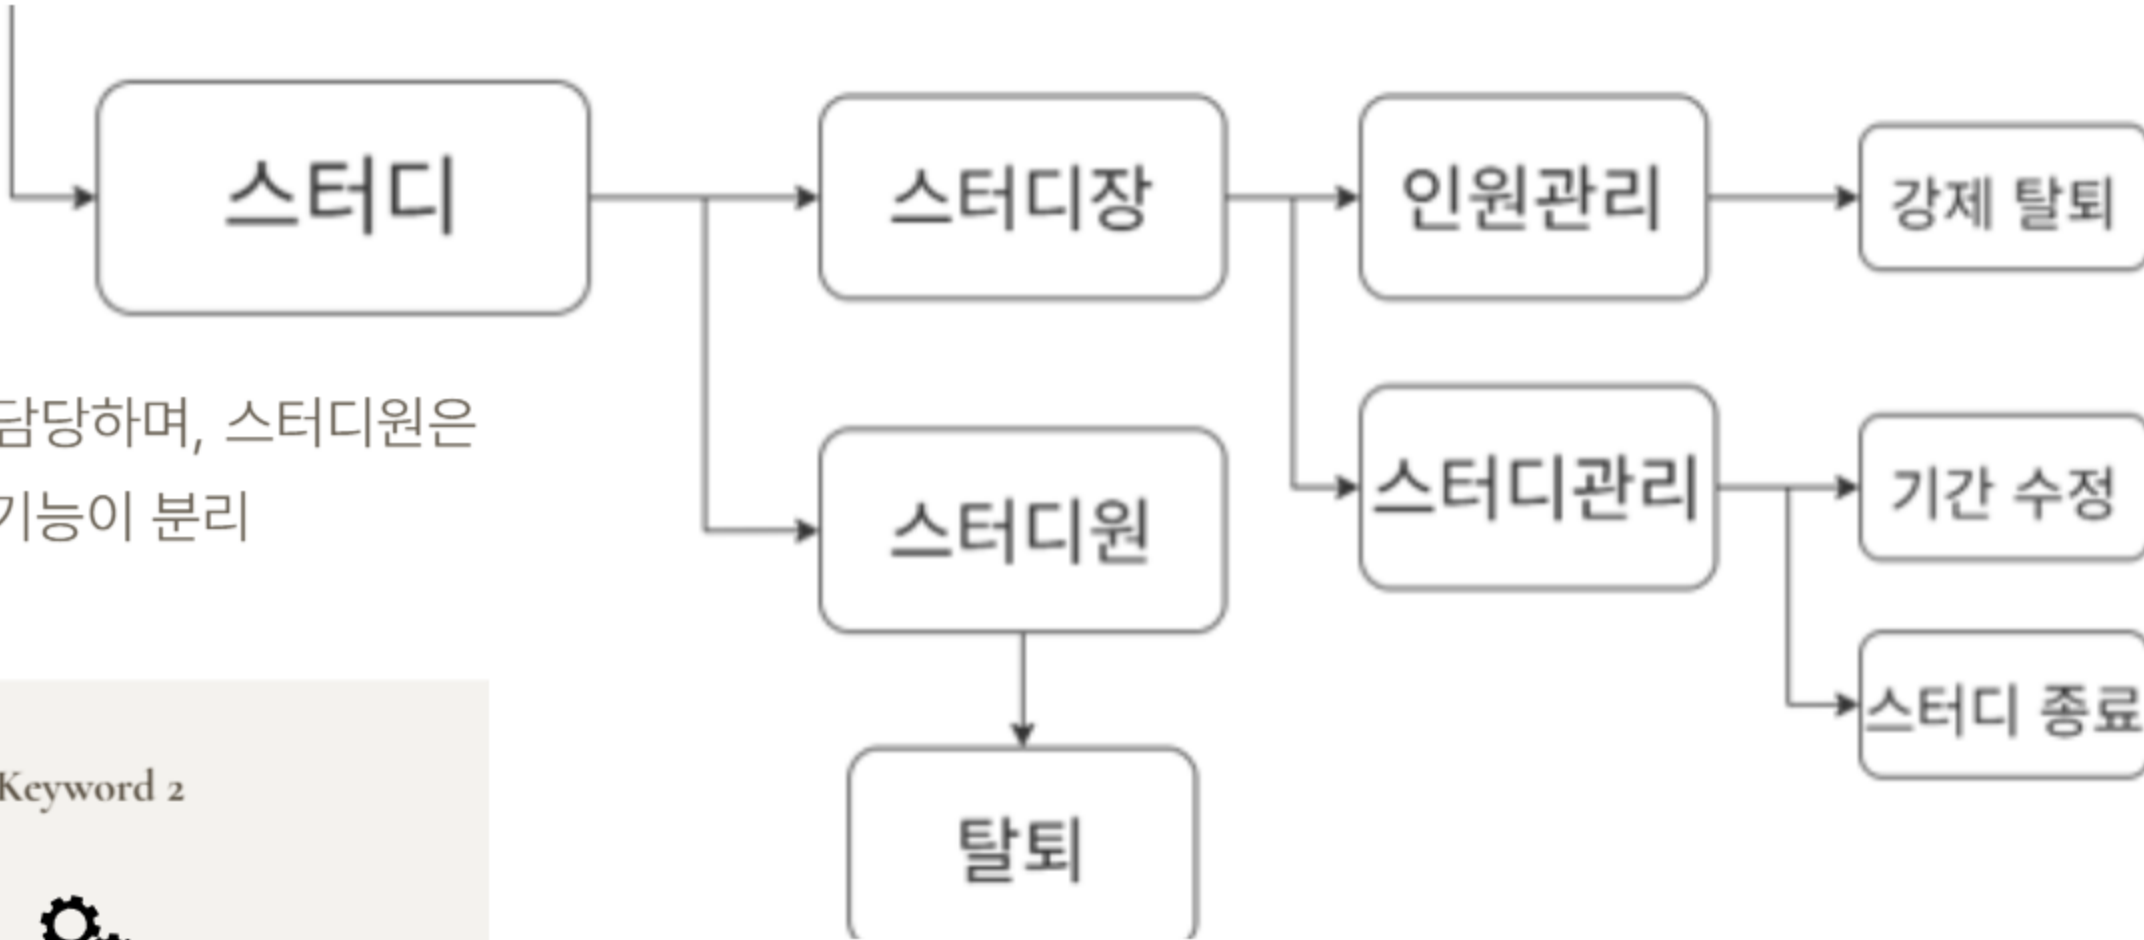 스터디
스터디장
인원관리
강제 탈퇴
담당하며, 스터디원은
기능이 분리
스터디원
스터디관리
기간 수정
스터디 종료
탈퇴
Keyword 2